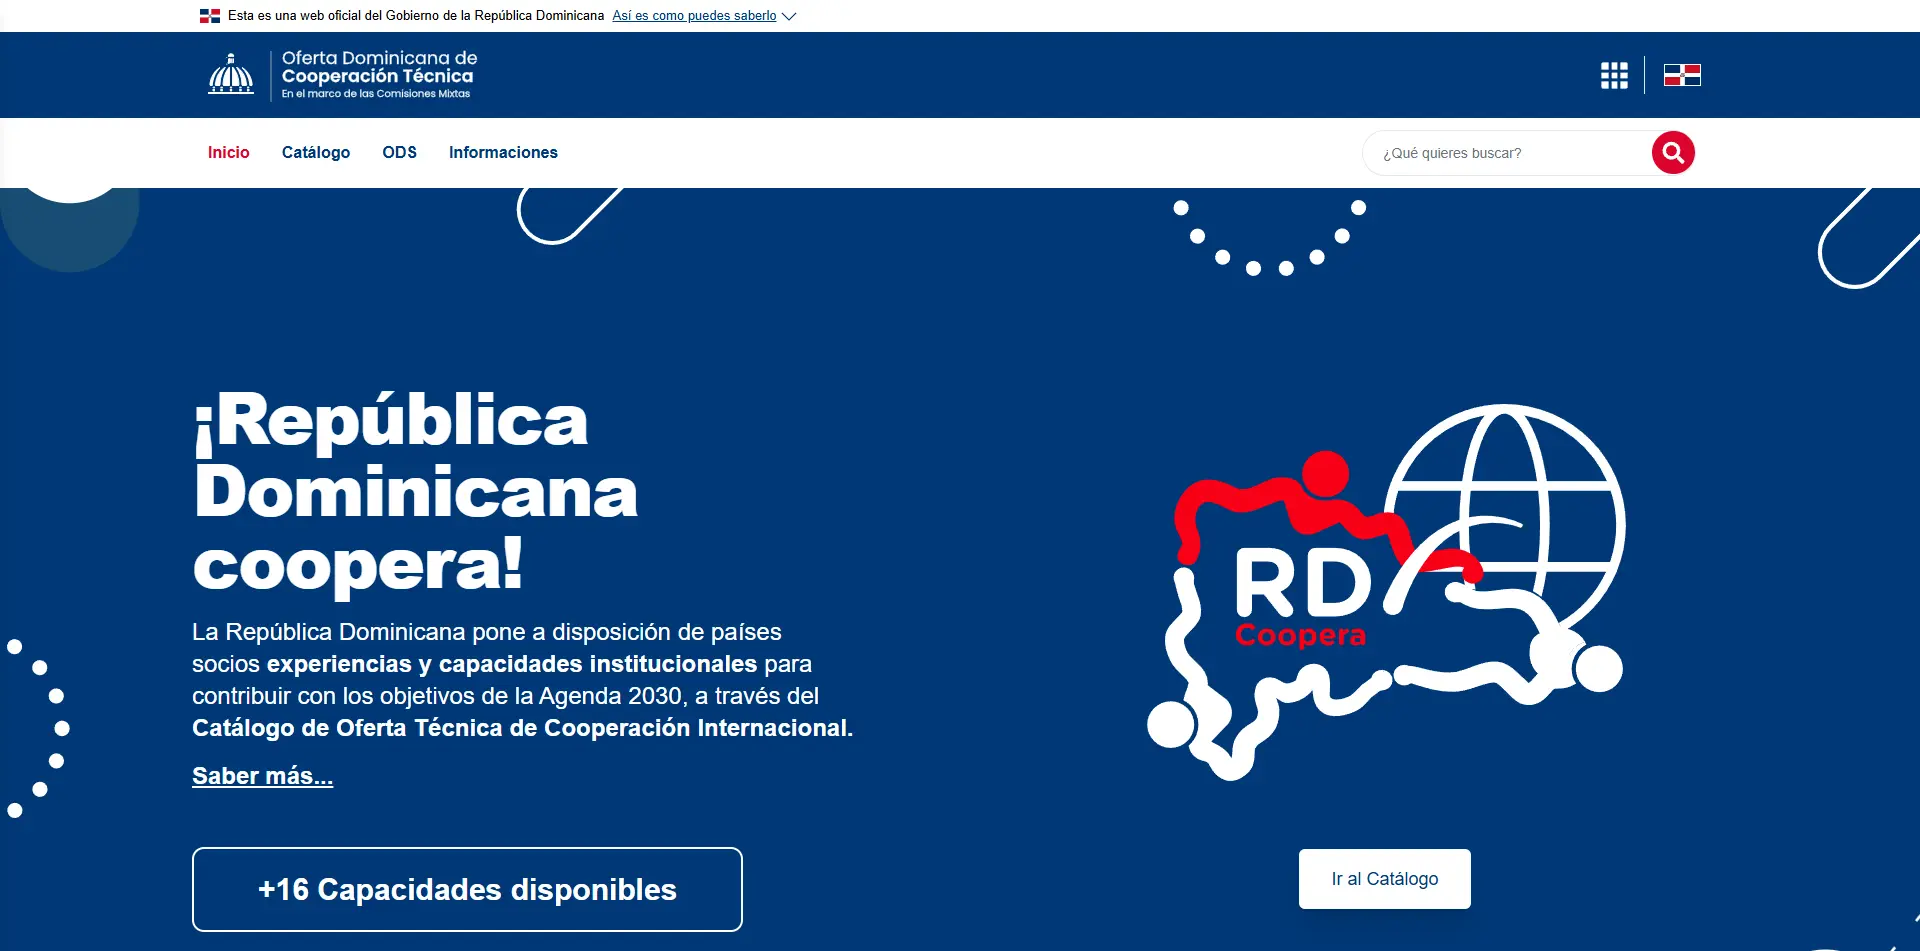 Esta es una web oficial del Gobierno de la República Dominicana Así es como puedes saberlo
Oferta Dominicana de
Cooperación Técnica
En el marco de las Comisiones Mixtas
Inicio Catálogo ODS Informaciones ¿Qué quieres buscar?
¡República
Dominicana
coopera!
La República Dominicana pone a disposición de países
socios experiencias y capacidades institucionales para
contribuir con los objetivos de la Agenda 2030, a través del
Catálogo de Oferta Técnica de Cooperación Internacional.
Saber más...
+16 Capacidades disponibles
RD
Coopera
Ir al Catálogo